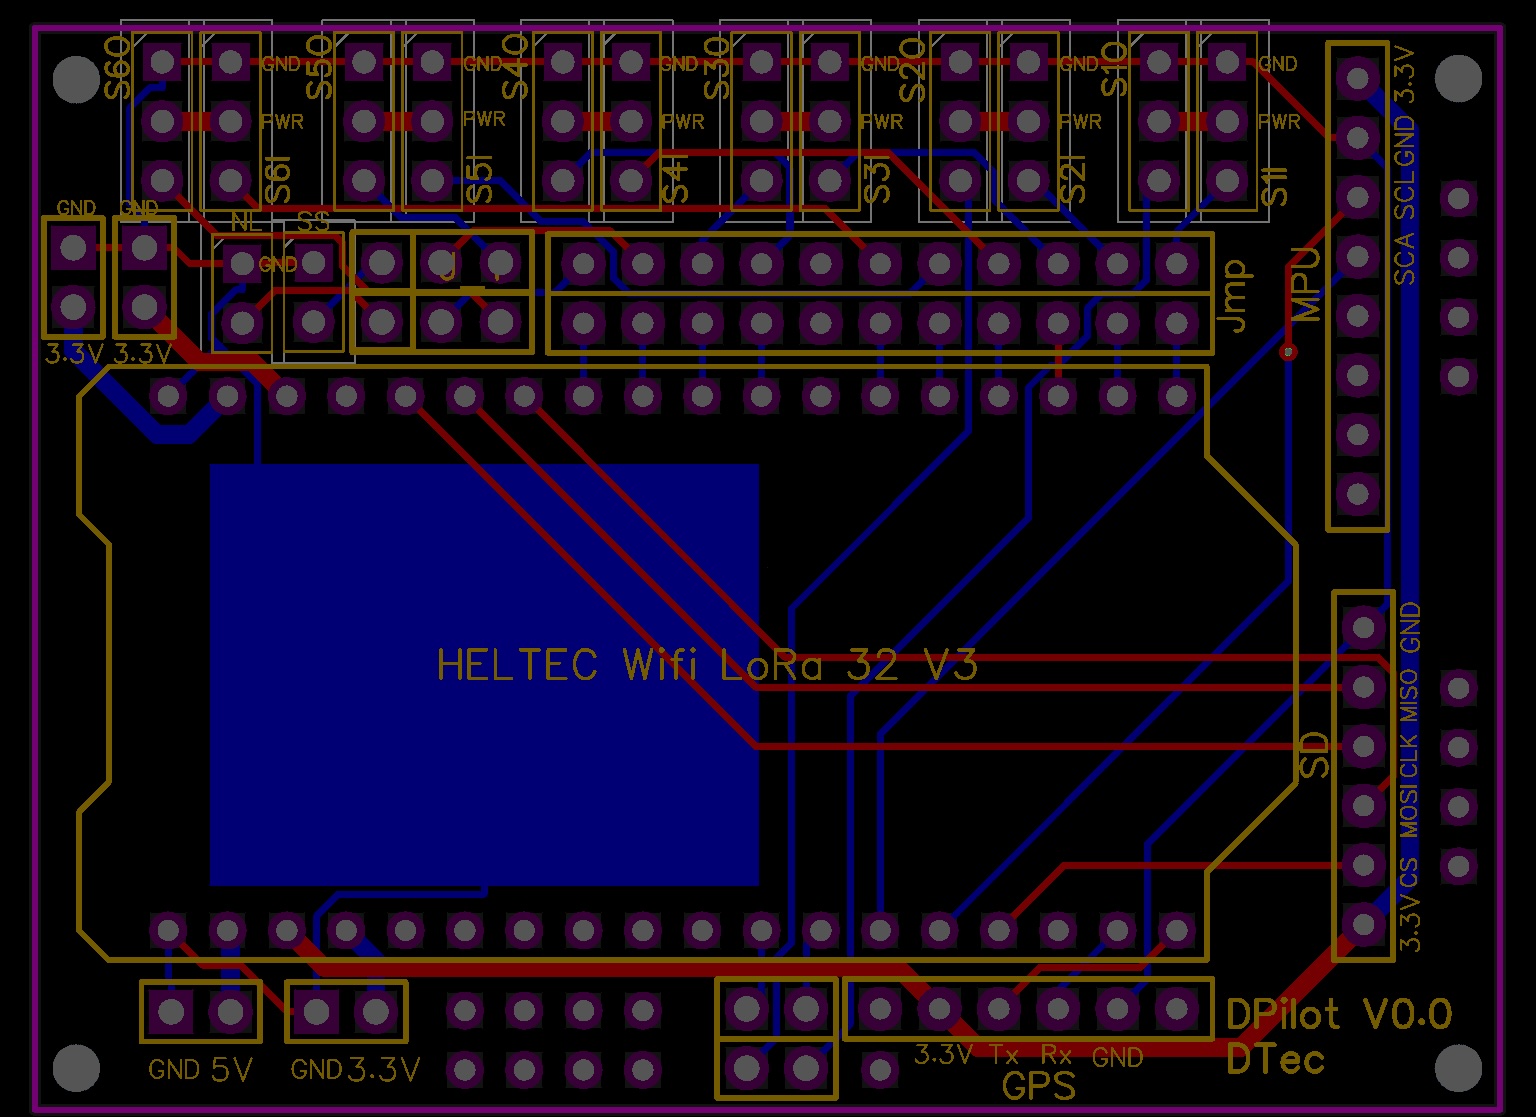 S6O
GND
S5O
GND
S4O
GND
S3O
GND
S2O
GND
S1O
GND
3.3V
PWR
PWR
PWR
PWR
PWR
PWR
GND
S6I
S5I
S4I
S3I
S2I
S1I
SCL
GND
GND
NL
SS
SCA
GND
MPU
Jmp
3.3V
3.3V
HELTEC Wifi LoRa 32 V3
GND
MISO
SD
CLK
MOSI
CS
3.3V
DPilot V0.0
GND 5V
GND 3.3V
3.3V Tx Rx GND
DTec
GPS